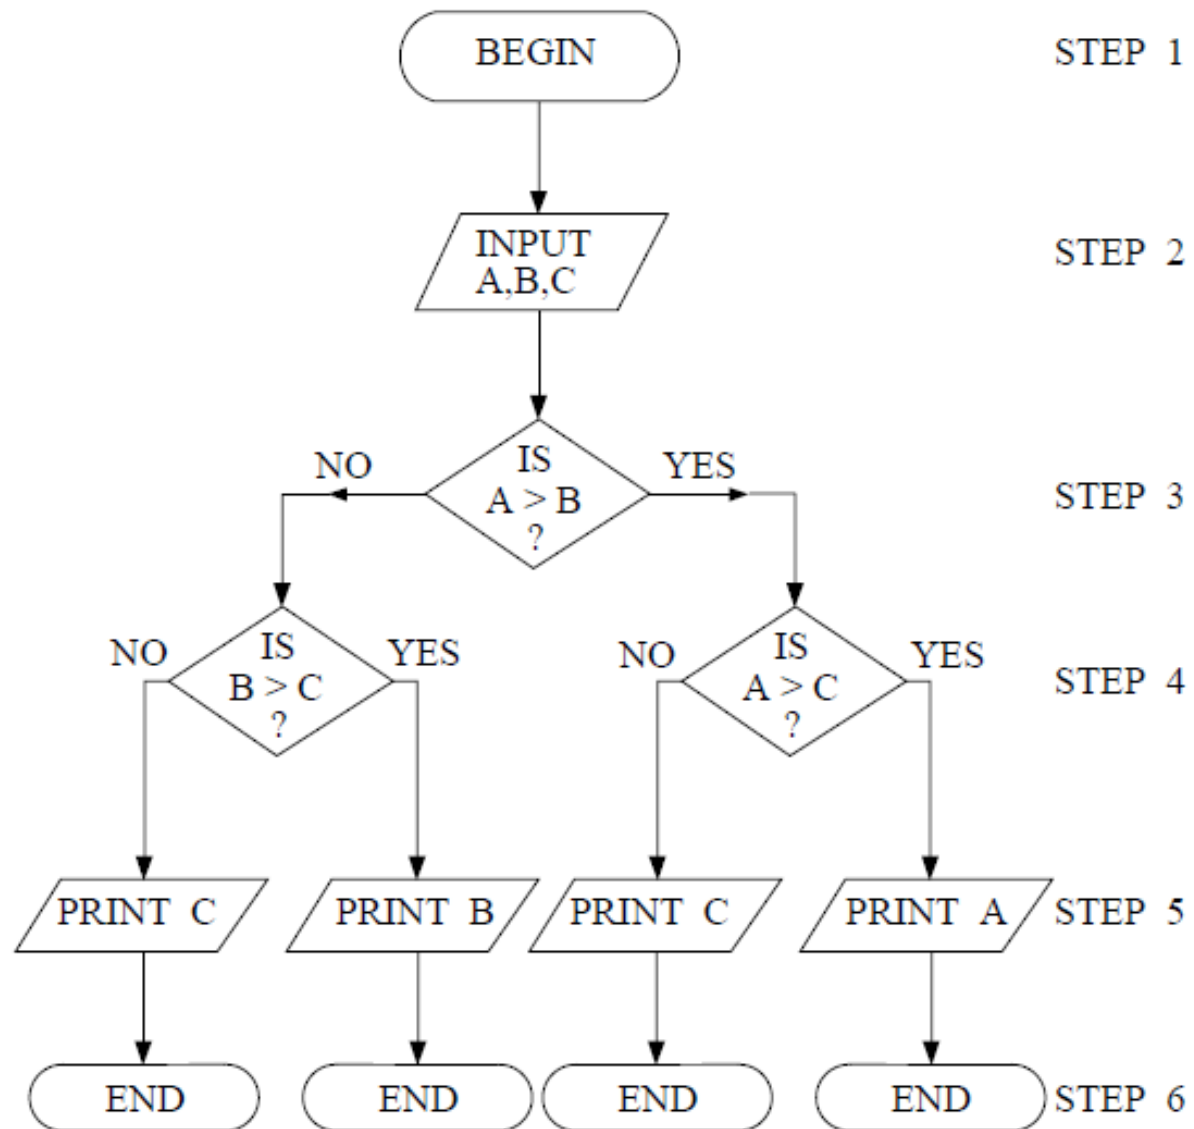 BEGIN
STEP 1
INPUT
A,B,C
STEP 2
NO
IS
A > B
?
YES
STEP 3
NO
IS
B > C
?
YES
NO
IS
A > C
?
YES
STEP 4
PRINT C
PRINT B
PRINT C
PRINT A
STEP 5
END
END
END
END
STEP 6